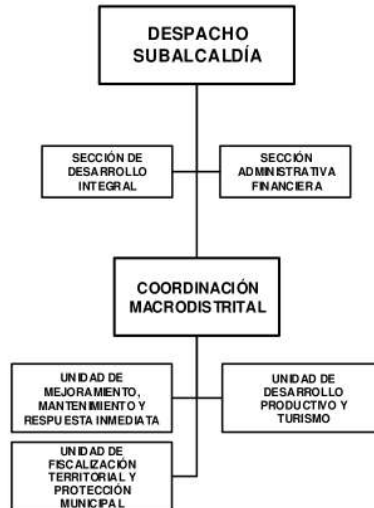 DESPACHO
SUBALCALDÍA
SECCIÓN DE
DESARROLLO
INTEGRAL
SECCIÓN
ADMINISTRATIVA
FINANCIERA
COORDINACIÓN
MACRODISTRITAL
UNIDAD DE
MEJORAMIENTO,
MANTENIMIENTO Y
RESPUESTA INMEDIATA
UNIDAD DE
DESARROLLO
PRODUCTIVO Y
TURISMO
UNIDAD DE
FISCALIZACIÓN
TERRITORIAL Y
PROTECCIÓN
MUNICIPAL